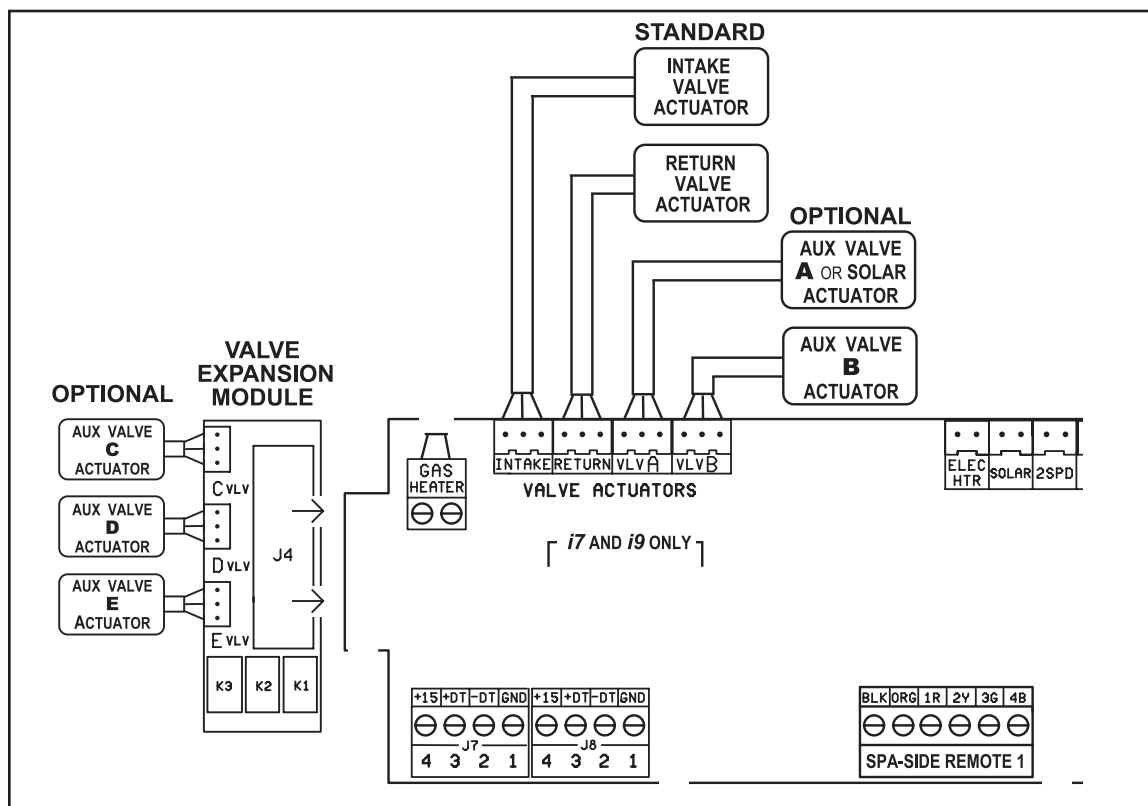 STANDARD
INTAKE
VALVE
ACTUATOR
RETURN
VALVE
ACTUATOR
OPTIONAL
AUX VALVE
A OR SOLAR
ACTUATOR
AUX VALVE
B
ACTUATOR
VALVE
EXPANSION
MODULE
OPTIONAL
AUX VALVE
C
ACTUATOR
AUX VALVE
D
ACTUATOR
AUX VALVE
E
ACTUATOR
C VLV
D VLV
E VLV
J4
K3 K2 K1
GAS
HEATER
INTAKE RETURN VLV A VLV B
VALVE ACTUATORS
i7 AND i9 ONLY
ELEC
HTR
SOLAR 2SPD
+15 +DT -DT GND +15 +DT -DT GND
J7 J8
4 3 2 1 4 3 2 1
BLK ORG 1R 2Y 3G 4B
SPA-SIDE REMOTE 1